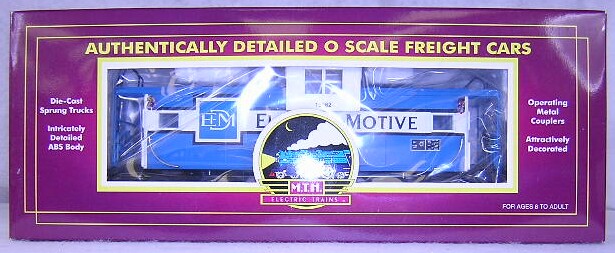 AUTHENTICALLY DETAILED O SCALE FREIGHT CARS
Die-Cast
Sprung Trucks
Intricately
Detailed
ABS Body
Operating
Metal
Couplers
Attractively
Decorated
EMD
MOTIVE
M.T.H.
ELECTRIC TRAINS
FOR AGES 8 TO ADULT